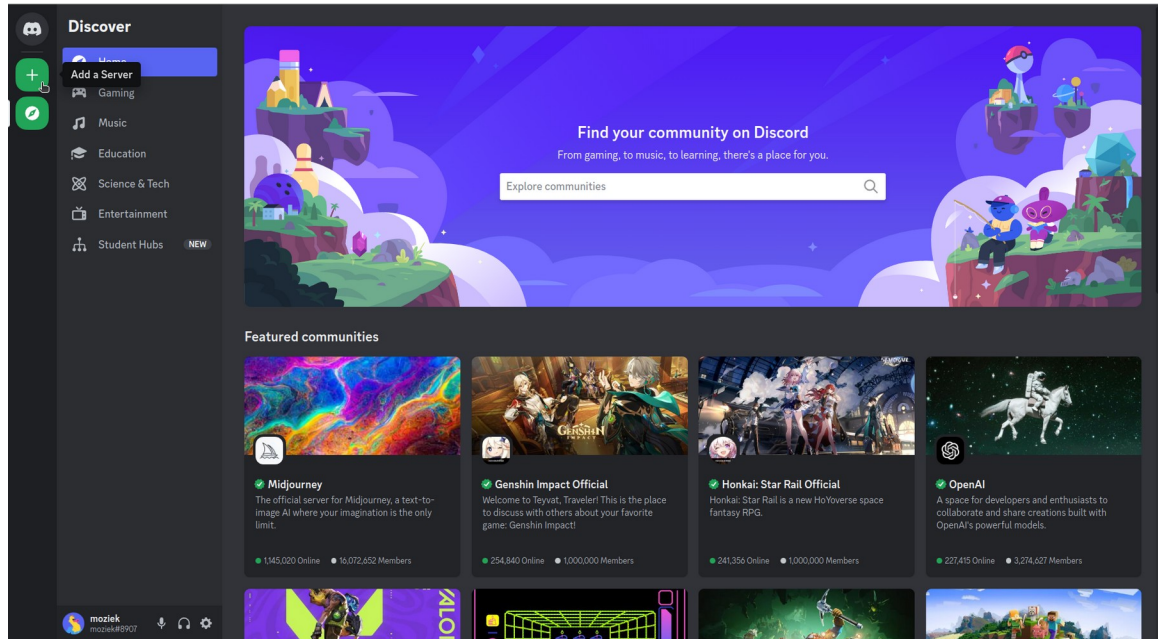 Discover
Home
Add a Server
Gaming
Music
Education
Science & Tech
Entertainment
Student Hubs NEW
moziek
moziek#8907
Find your community on Discord
From gaming, to music, to learning, there's a place for you.
Explore communities
Featured communities
GENSHIN
IMPACT
Midjourney
The official server for Midjourney, a text-to-
image AI where your imagination is the only
limit.
1,145,020 Online 16,072,652 Members
Genshin Impact Official
Welcome to Teyvat, Traveler! This is the place
to discuss with others about your favorite
game: Genshin Impact!
254,840 Online 1,000,000 Members
Honkai: Star Rail Official
Honkai: Star Rail is a new HoYoverse space
fantasy RPG.
241,356 Online 1,000,000 Members
OpenAI
A space for developers and enthusiasts to
collaborate and share creations built with
OpenAI's powerful models.
227,415 Online 3,274,627 Members